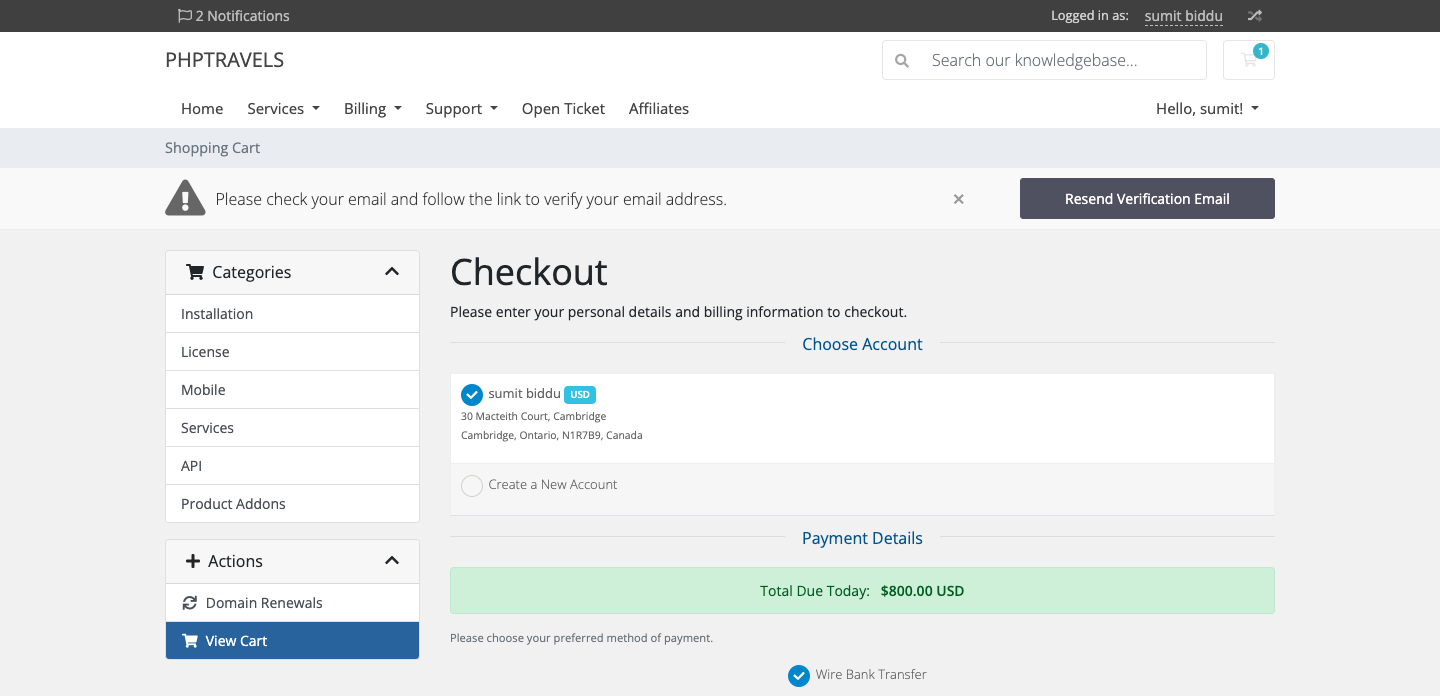 2 Notifications
Logged in as: sumit biddu
PHPTRAVELS
Search our knowledgebase...
1
Home Services Billing Support Open Ticket Affiliates
Hello, sumit!
Shopping Cart
Please check your email and follow the link to verify your email address.
×
Resend Verification Email
Categories
Installation
License
Mobile
Services
API
Product Addons
Actions
Domain Renewals
View Cart
Checkout
Please enter your personal details and billing information to checkout.
Choose Account
sumit biddu USD
30 Macteith Court, Cambridge
Cambridge, Ontario, N1R7B9, Canada
Create a New Account
Payment Details
Total Due Today: $800.00 USD
Please choose your preferred method of payment.
Wire Bank Transfer